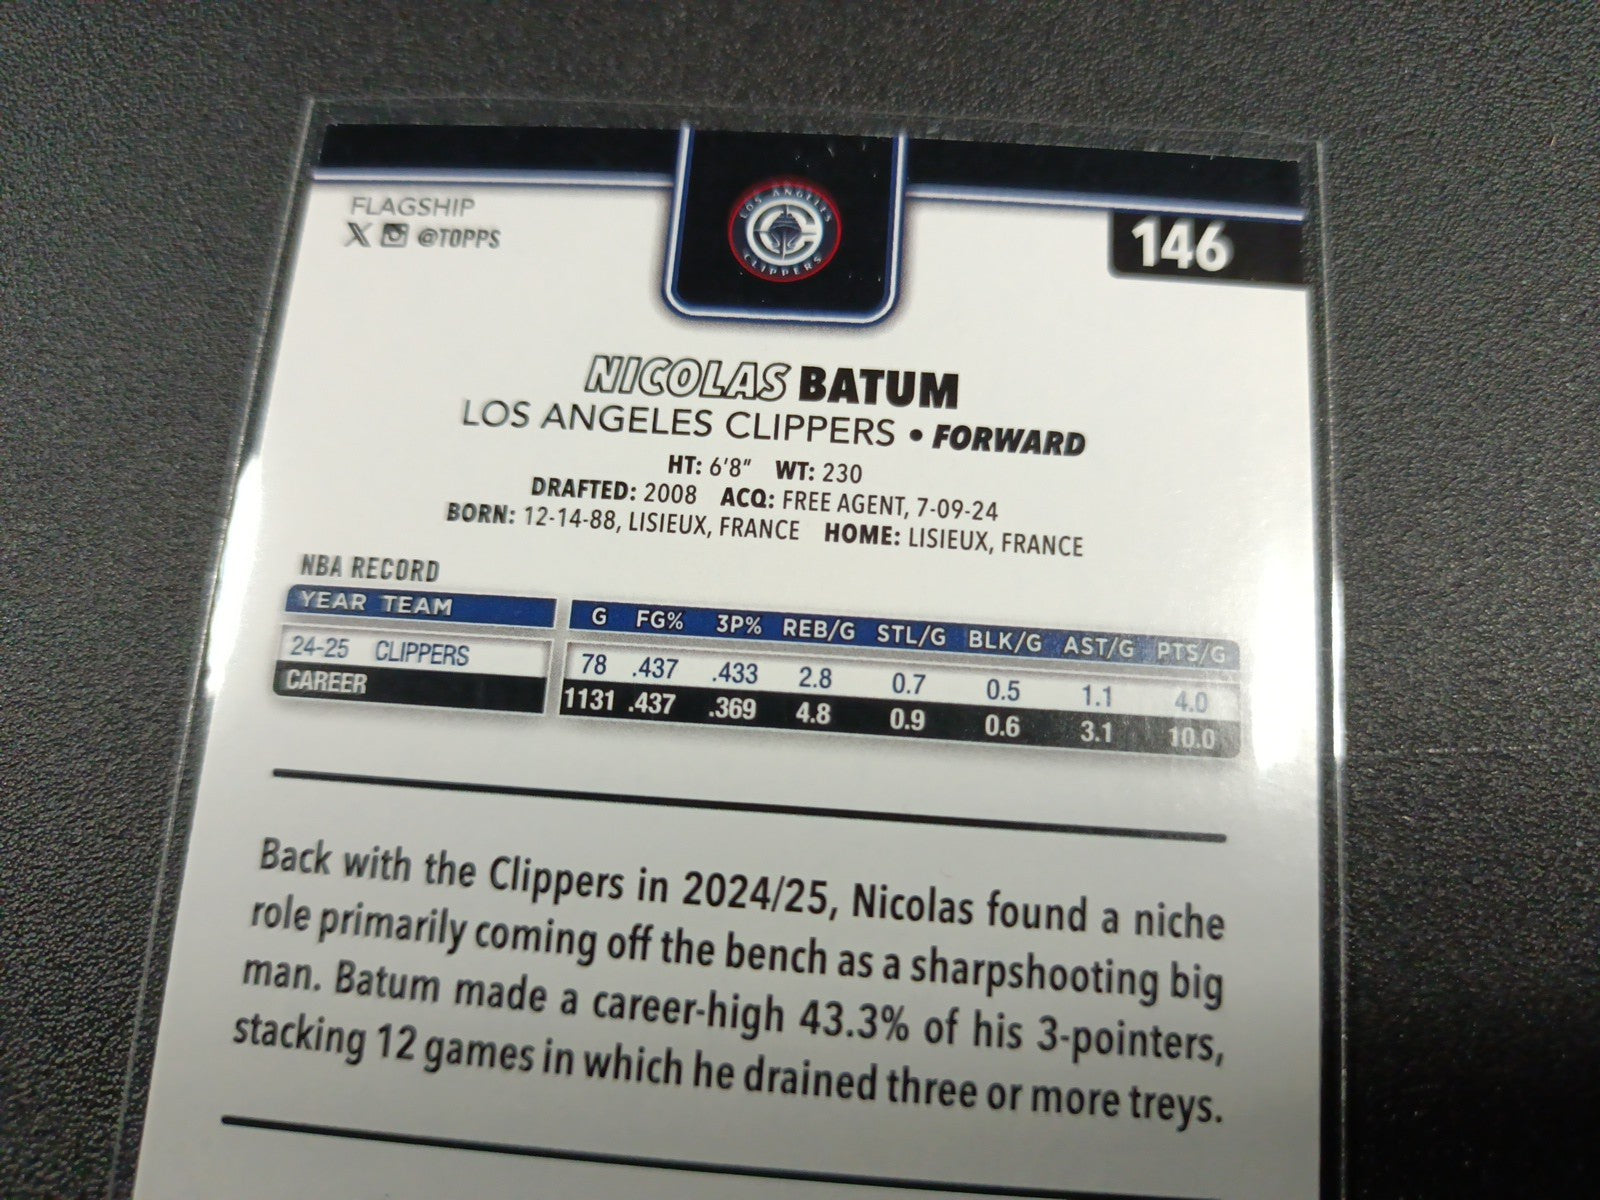 FLAGSHIP
X @TOPPS
LOS ANGELES
CLIPPERS
146
NICOLAS BATUM
LOS ANGELES CLIPPERS • FORWARD
HT: 6'8" WT: 230
DRAFTED: 2008 ACQ: FREE AGENT, 7-09-24
BORN: 12-14-88, LISIEUX, FRANCE HOME: LISIEUX, FRANCE
NBA RECORD
YEAR TEAM G FG% 3P% REB/G STL/G BLK/G AST/G PTS/G
24-25 CLIPPERS 78 .437 .433 2.8 0.7 0.5 1.1 4.0
CAREER 1131 .437 .369 4.8 0.9 0.6 3.1 10.0
Back with the Clippers in 2024/25, Nicolas found a niche
role primarily coming off the bench as a sharpshooting big
man. Batum made a career-high 43.3% of his 3-pointers,
stacking 12 games in which he drained three or more treys.